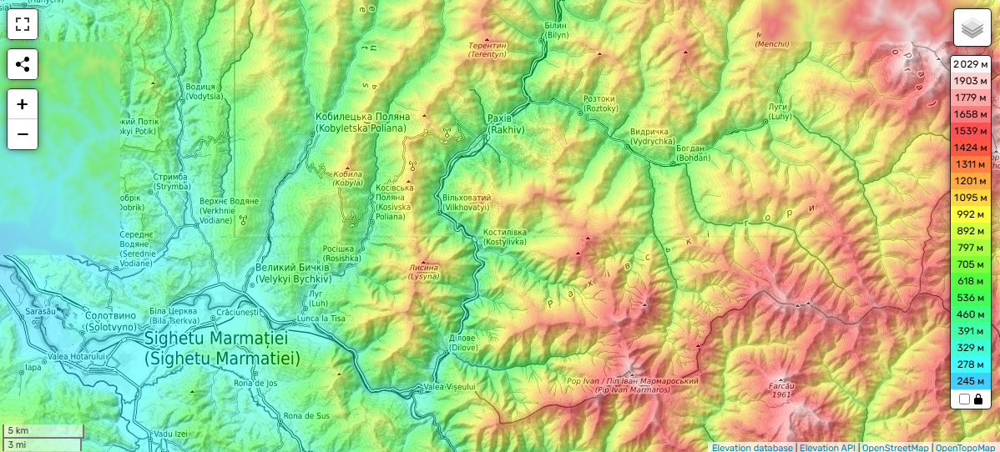 Білин
(Bilyn)
Терентин
(Terentyn)
(Menchil)
Водиця
(Vodytsia)
Розтоки
(Roztoky)
Луги
(Luhy)
Кобилецька Поляна
(Kobyletska Poliana)
Рахів
(Rakhiv)
Видричка
(Vydrychka)
Богдан
(Bohdan)
Стримба
(Strymba)
Кобила
(Kobyla)
Косівська
Поляна
(Kosivska
Poliana)
Вільховатий
(Vilkhovatyi)
Верхнє Водяне
(Verkhnie
Vodiane)
Середнє
Водяне
(Serednie
Vodiane)
Костилівка
(Kostylivka)
Росішка
(Rosishka)
Великий Бичків
(Velykyi Bychkiv)
Лисина
(Lysyna)
Рахівські гори
Луг
(Luh)
Sarasău
Солотвино
(Solotvyno)
Біла Церква
(Bila Tserkva)
Crăciunești
Lunca la Tisa
Sighetu Marmației
(Sighetu Marmației)
Ділове
(Dilove)
Valea Hotarului
Iapa
Rona de Jos
Valea Vișeului
Pop Ivan / Піп Іван Мармароський
(Pip Ivan Marmaros)
Farcău
1961
Rona de Sus
Vadu Izei
+
−
2 029 м
1903 м
1779 м
1658 м
1539 м
1424 м
1311 м
1201 м
1095 м
992 м
892 м
797 м
705 м
618 м
536 м
460 м
391 м
329 м
278 м
245 м
5 km
3 mi
Elevation database | Elevation API | OpenStreetMap | OpenTopoMap